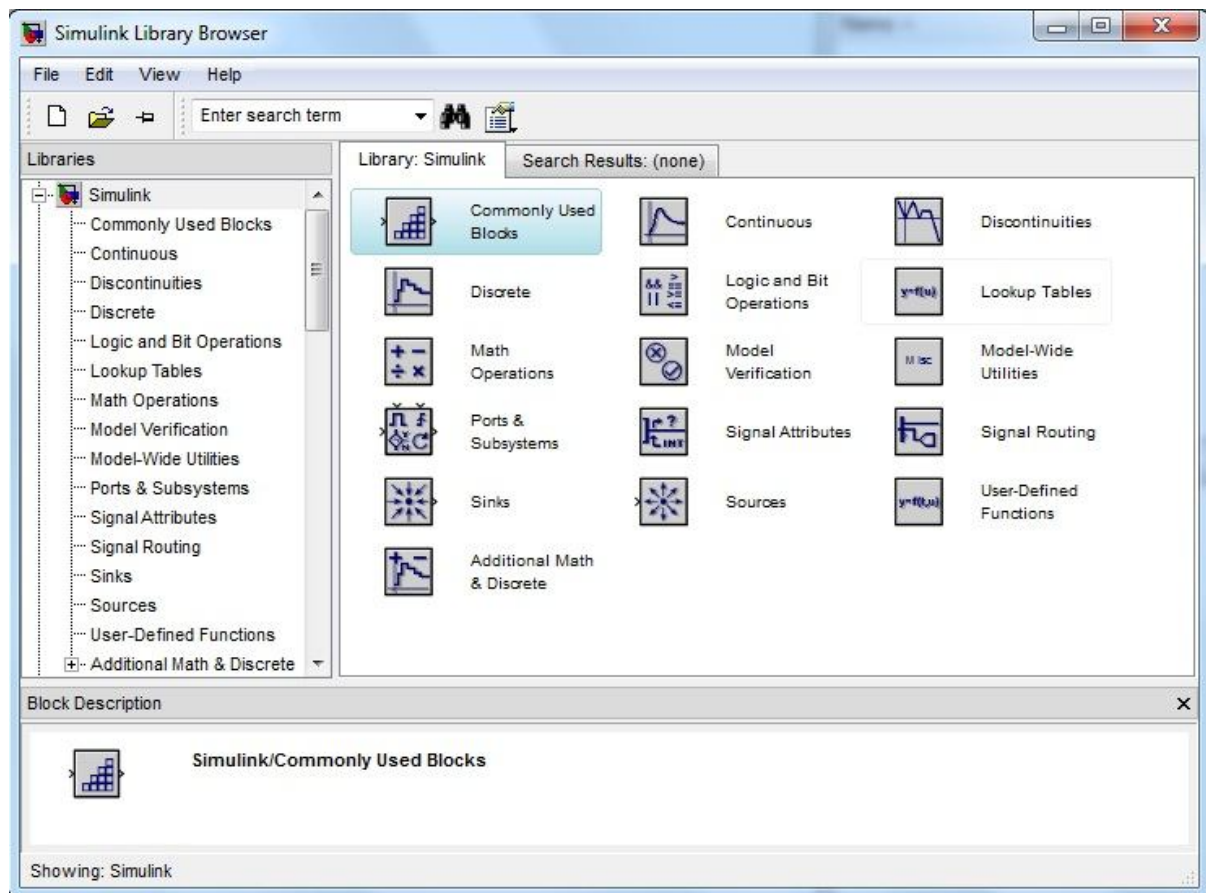 Simulink Library Browser
File Edit View Help
Enter search term
Libraries
Library: Simulink
Search Results: (none)
Simulink
Commonly Used Blocks
Continuous
Discontinuities
Discrete
Logic and Bit Operations
Lookup Tables
Math Operations
Model Verification
Model-Wide Utilities
Ports & Subsystems
Signal Attributes
Signal Routing
Sinks
Sources
User-Defined Functions
Additional Math & Discrete
Commonly Used
Blocks
Continuous
Discontinuities
Discrete
&& >
== 
|| >=
<=
Logic and Bit
Operations
y=f(u)
Lookup Tables
+ −
÷ ×
Math
Operations
Model
Verification
Misc
Model-Wide
Utilities
Ports &
Subsystems
?
INT
Signal Attributes
Signal Routing
Sinks
Sources
y=f(t,u)
User-Defined
Functions
+ −
Additional Math
& Discrete
Block Description
Simulink/Commonly Used Blocks
Showing: Simulink